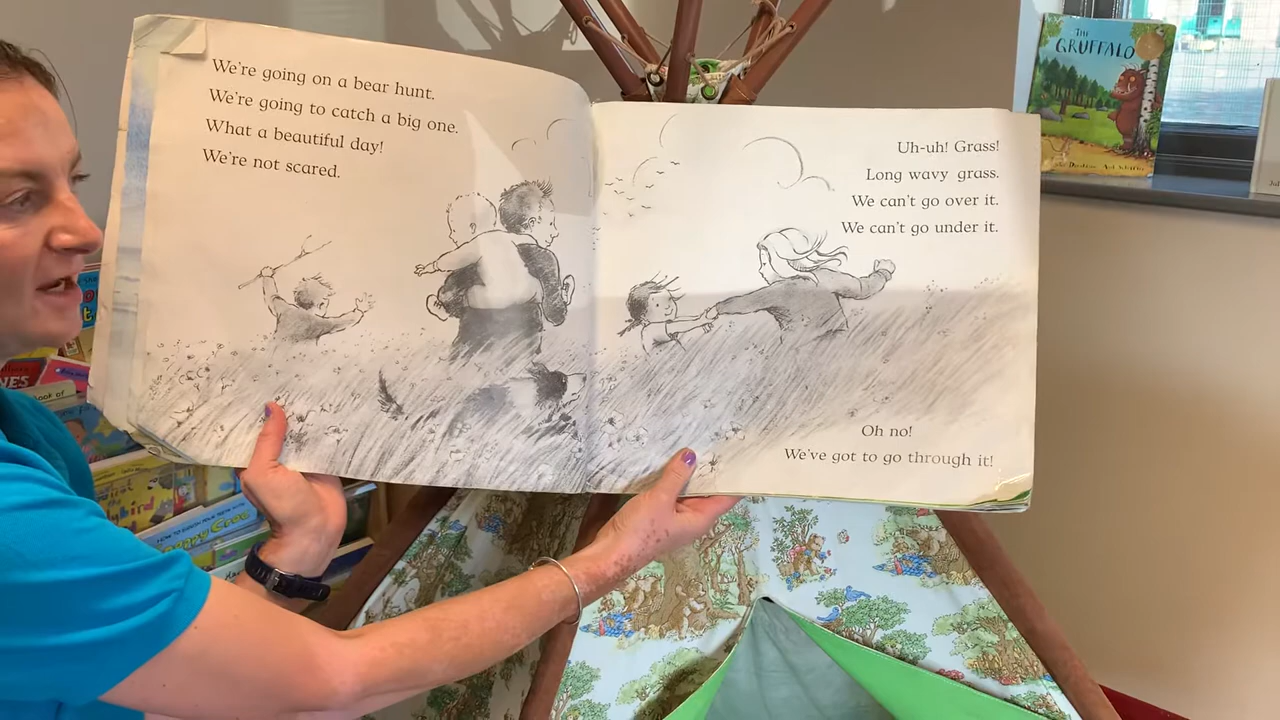 We're going on a bear hunt.
We're going to catch a big one.
What a beautiful day!
We're not scared.
Uh-uh! Grass!
Long wavy grass.
We can't go over it.
We can't go under it.
Oh no!
We've got to go through it!
THE
GRUFFALO